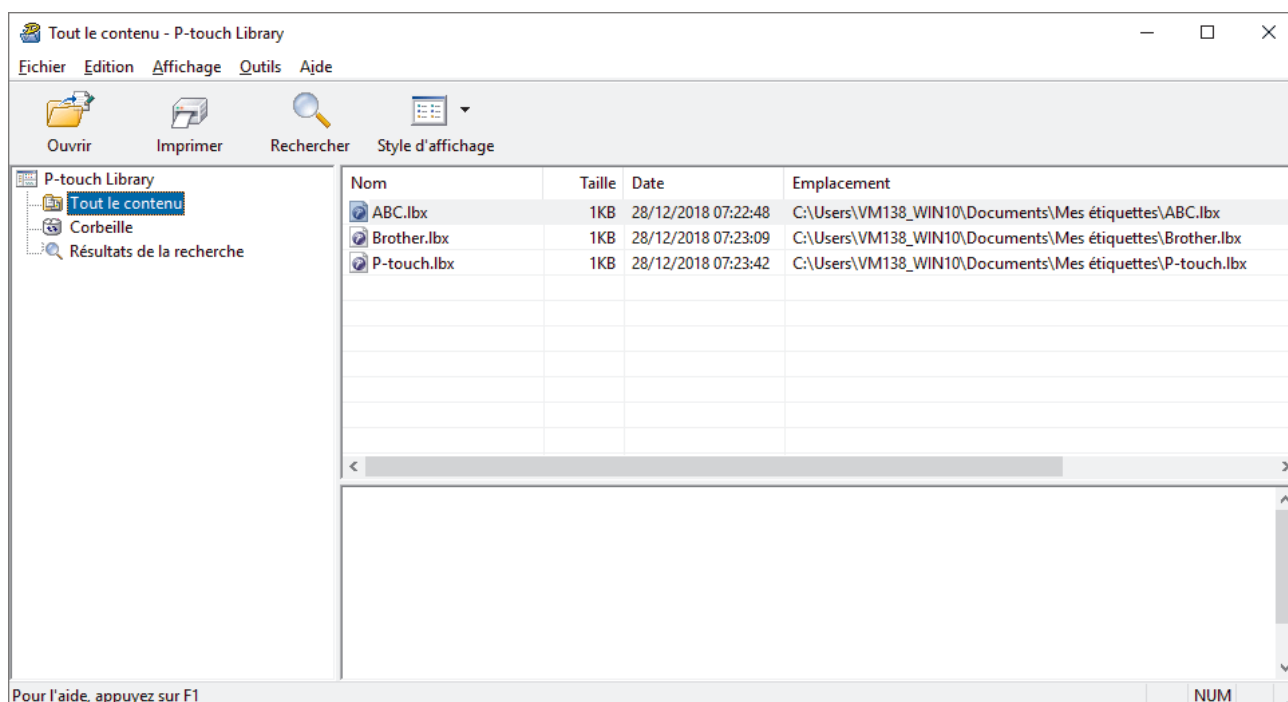 Tout le contenu - P-touch Library
Fichier Edition Affichage Outils Aide
Ouvrir Imprimer Rechercher Style d'affichage
P-touch Library
Tout le contenu
Corbeille
Résultats de la recherche
Nom Taille Date Emplacement
ABC.lbx 1KB 28/12/2018 07:22:48 C:\Users\VM138_WIN10\Documents\Mes étiquettes\ABC.lbx
Brother.lbx 1KB 28/12/2018 07:23:09 C:\Users\VM138_WIN10\Documents\Mes étiquettes\Brother.lbx
P-touch.lbx 1KB 28/12/2018 07:23:42 C:\Users\VM138_WIN10\Documents\Mes étiquettes\P-touch.lbx
Pour l'aide, appuyez sur F1 NUM